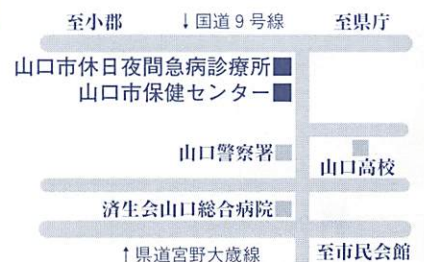 至小郡 ↓国道9号線 至県庁
山口市休日夜間急病診療所■
山口市保健センター■
山口警察署
山口高校
済生会山口総合病院
↑県道宮野大歳線 至市民会館